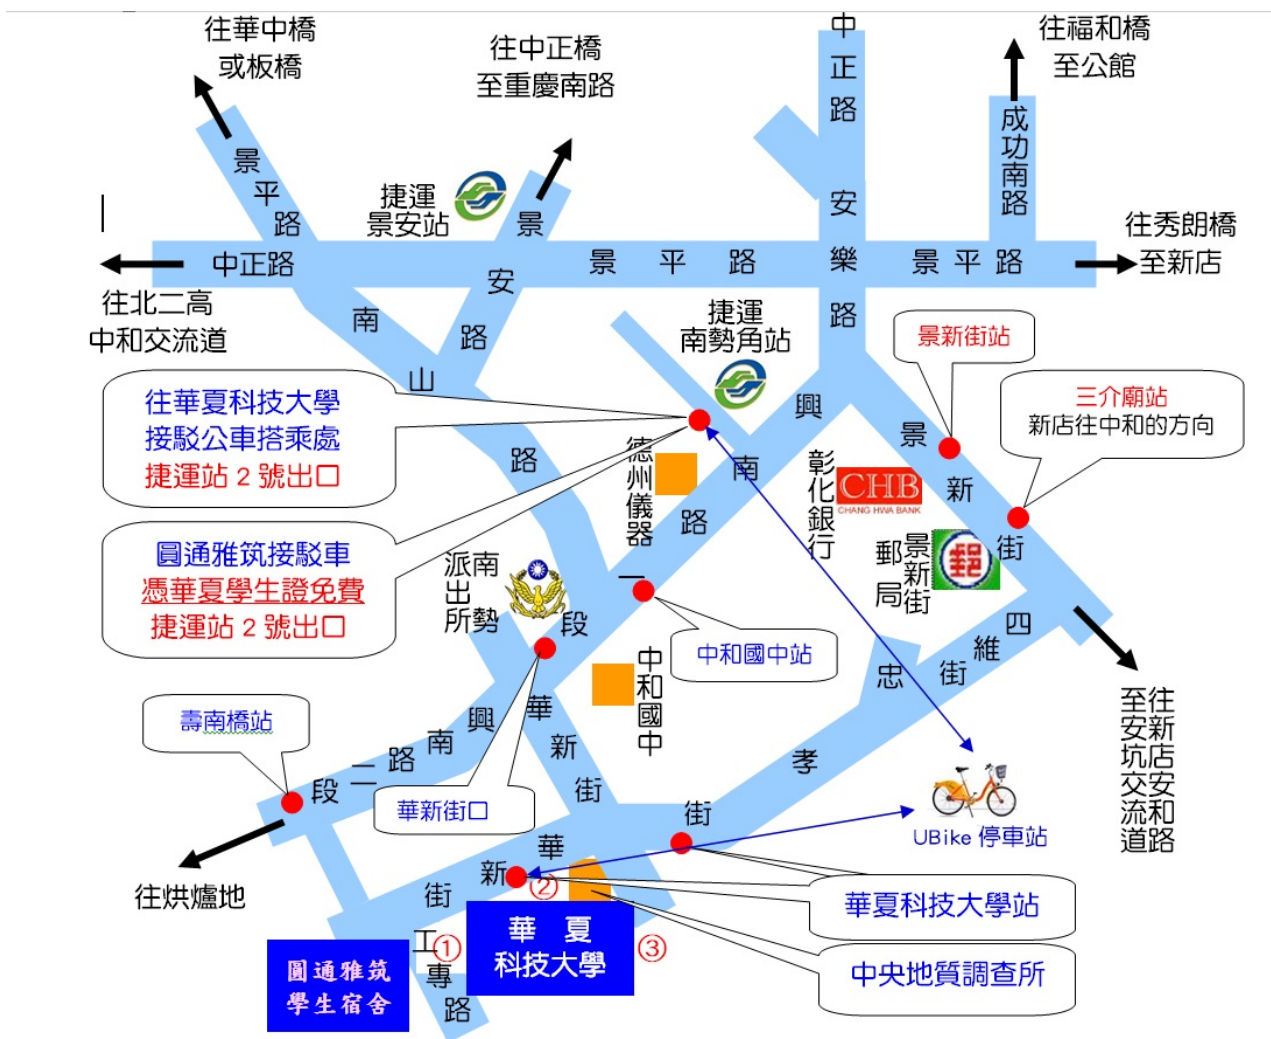 往華中橋
或板橋
往中正橋
至重慶南路
中正路
往福和橋
至公館
成功南路
往秀朗橋
至新店
景平路
捷運
景安站
景安路
中正路
景平路
安樂路
景平路
往北二高
中和交流道
南山路
捷運
南勢角站
景新街站
三介廟站
新店往中和的方向
往華夏科技大學
接駁公車搭乘處
捷運站 2 號出口
圓通雅筑接駁車
憑華夏學生證免費
捷運站 2 號出口
德州儀器
興南路一段
彰化銀行
CHB
CHANG HWA BANK
景新街
郵局
景新街
郵
南勢
派出所
中和國中站
中和國中
四維街
忠孝街
往新店安和路
至安坑交流道
壽南橋站
興南路二段
華新街
華新街口
往烘爐地
UBike 停車站
華新街
②
①
③
工專路
華夏
科技大學
圓通雅筑
學生宿舍
華夏科技大學站
中央地質調查所